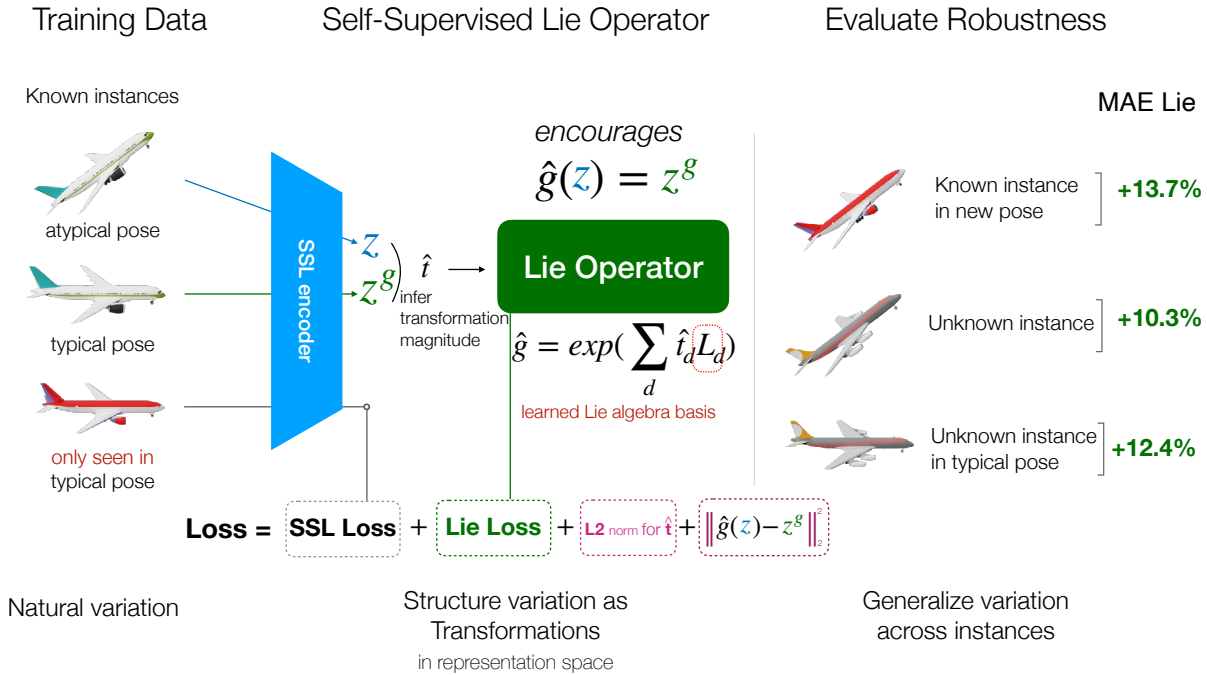 Training Data
Self-Supervised Lie Operator
Evaluate Robustness
Known instances
atypical pose
typical pose
only seen in
typical pose
SSL encoder
z
z^g
t̂
infer
transformation
magnitude
encourages
ĝ(z) = z^g
Lie Operator
ĝ = exp(∑_d t̂_d L_d)
learned Lie algebra basis
MAE Lie
Known instance
in new pose
+13.7%
Unknown instance
+10.3%
Unknown instance
in typical pose
+12.4%
Loss = SSL Loss + Lie Loss + L2 norm for t̂ + ‖ĝ(z)−z^g‖_2^2
Natural variation
Structure variation as
Transformations
in representation space
Generalize variation
across instances